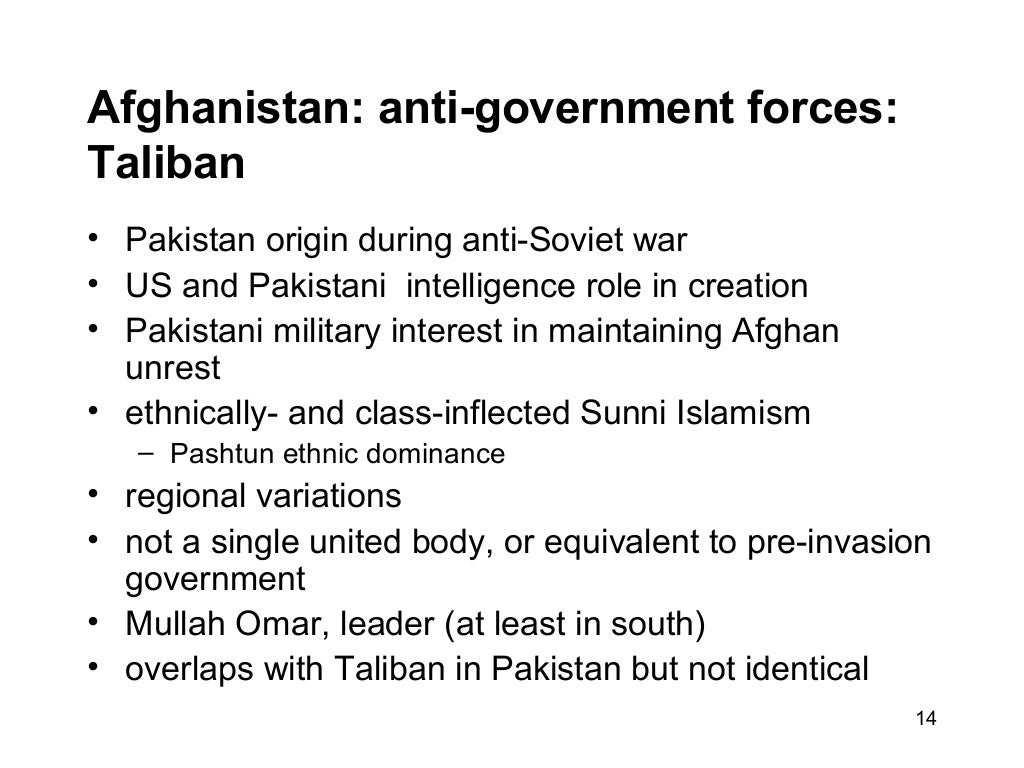 Afghanistan: anti-government forces:
Taliban
• Pakistan origin during anti-Soviet war
• US and Pakistani  intelligence role in creation
• Pakistani military interest in maintaining Afghan
unrest
• ethnically- and class-inflected Sunni Islamism
– Pashtun ethnic dominance
• regional variations
• not a single united body, or equivalent to pre-invasion
government
• Mullah Omar, leader (at least in south)
• overlaps with Taliban in Pakistan but not identical
14